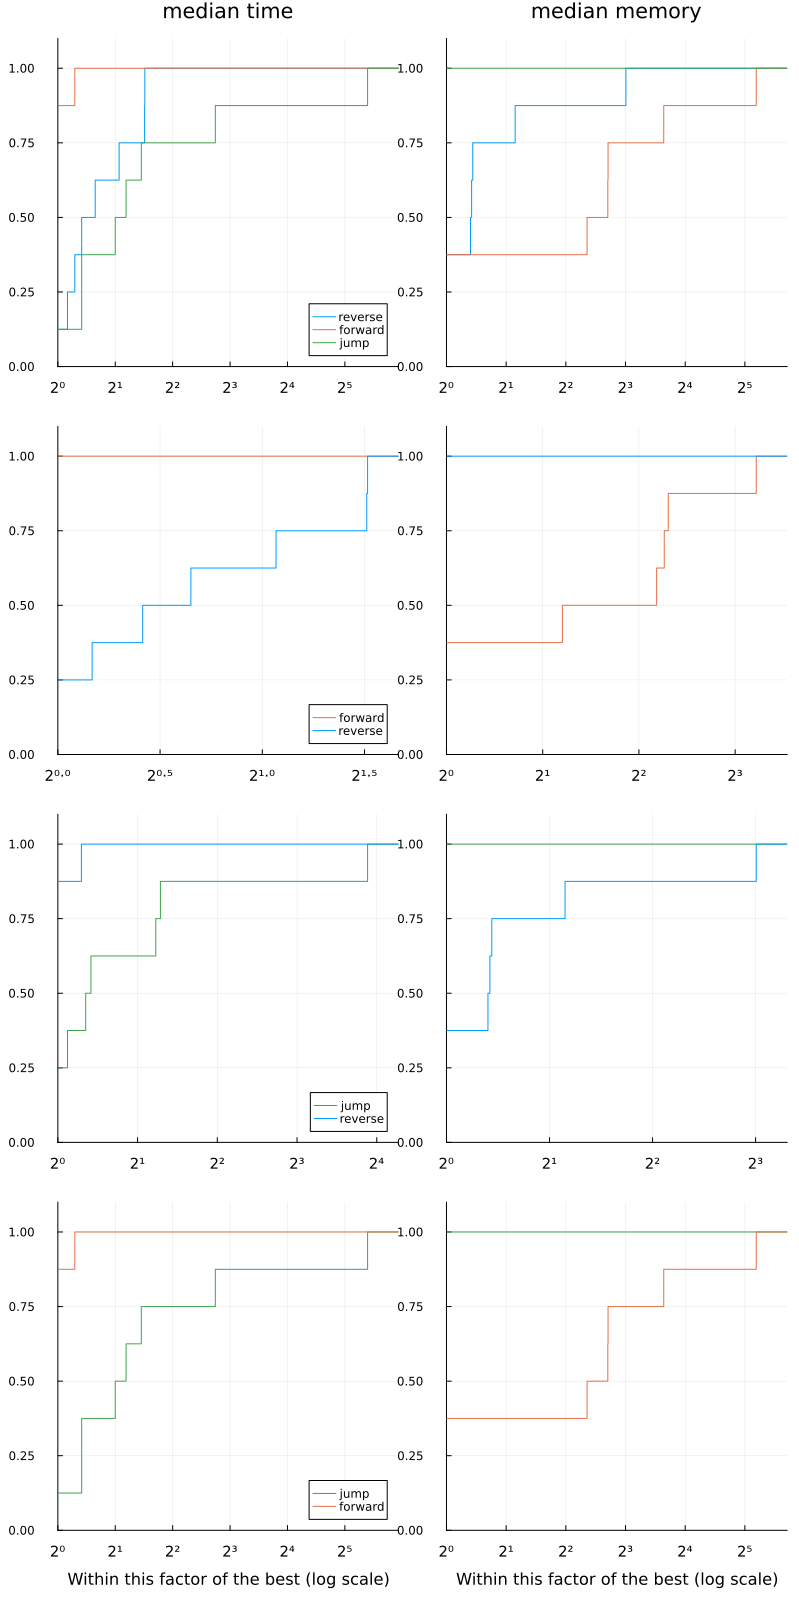 median time
median memory
1.00
0.75
0.50
0.25
0.00
2⁰ 2¹ 2² 2³ 2⁴ 2⁵
reverse
forward
jump
1.00
0.75
0.50
0.25
0.00
2⁰ 2¹ 2² 2³ 2⁴ 2⁵
1.00
0.75
0.50
0.25
0.00
2⁰·⁰ 2⁰·⁵ 2¹·⁰ 2¹·⁵
forward
reverse
1.00
0.75
0.50
0.25
0.00
2⁰ 2¹ 2² 2³
1.00
0.75
0.50
0.25
0.00
2⁰ 2¹ 2² 2³ 2⁴
jump
reverse
1.00
0.75
0.50
0.25
0.00
2⁰ 2¹ 2² 2³
1.00
0.75
0.50
0.25
0.00
2⁰ 2¹ 2² 2³ 2⁴ 2⁵
jump
forward
Within this factor of the best (log scale)
1.00
0.75
0.50
0.25
0.00
2⁰ 2¹ 2² 2³ 2⁴ 2⁵
Within this factor of the best (log scale)